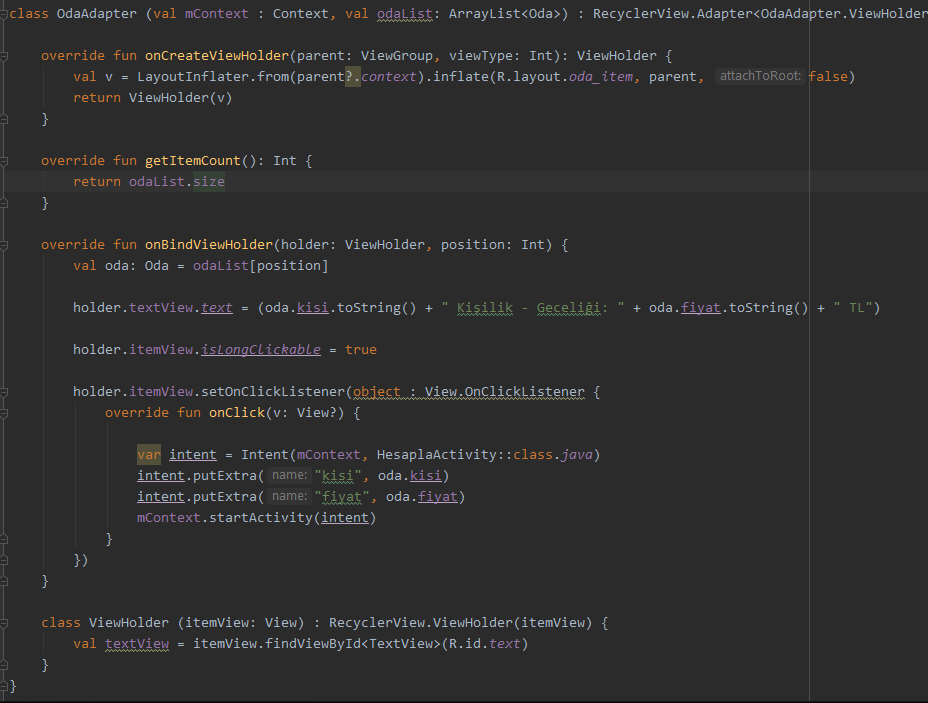 class OdaAdapter (val mContext : Context, val odaList: ArrayList<Oda>) : RecyclerView.Adapter<OdaAdapter.ViewHolder
override fun onCreateViewHolder(parent: ViewGroup, viewType: Int): ViewHolder {
val v = LayoutInflater.from(parent?.context).inflate(R.layout.oda_item, parent, attachToRoot: false)
return ViewHolder(v)
}
override fun getItemCount(): Int {
return odaList.size
}
override fun onBindViewHolder(holder: ViewHolder, position: Int) {
val oda: Oda = odaList[position]
holder.textView.text = (oda.kisi.toString() + " Kişilik - Geceliği: " + oda.fiyat.toString() + " TL")
holder.itemView.isLongClickable = true
holder.itemView.setOnClickListener(object : View.OnClickListener {
override fun onClick(v: View?) {
var intent = Intent(mContext, HesaplaActivity::class.java)
intent.putExtra( name: "kisi", oda.kisi)
intent.putExtra( name: "fiyat", oda.fiyat)
mContext.startActivity(intent)
}
})
}
class ViewHolder (itemView: View) : RecyclerView.ViewHolder(itemView) {
val textView = itemView.findViewById<TextView>(R.id.text)
}
}